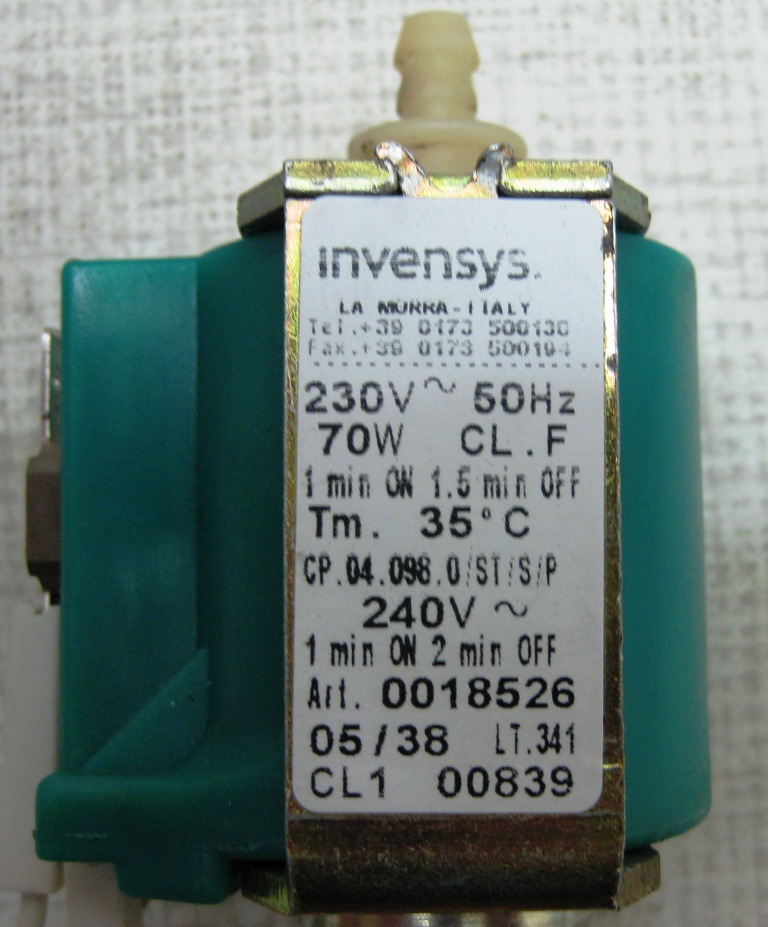 invensys.
LA MORRA-ITALY
Tel.+39 0173 500130
Fax.+39 0173 500194
230V~ 50Hz
70W CL.F
1 min ON 1.5 min OFF
Tm. 35°C
CP.04.098.0/ST/S/P
240V ~
1 min ON 2 min OFF
Art. 0018526
05/38 LT.341
CL1 00839